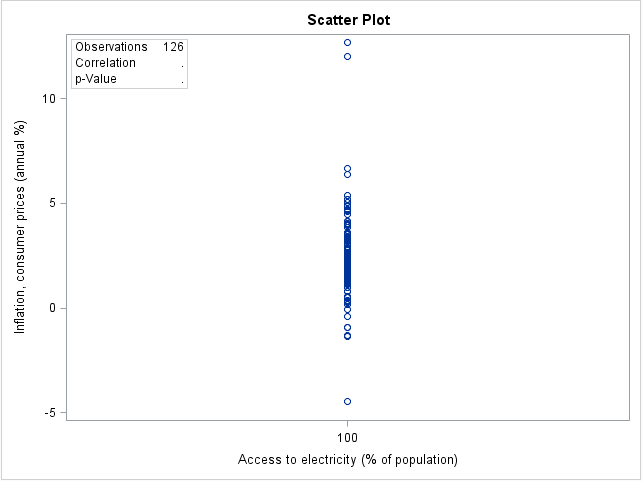 Scatter Plot
Observations 126
Correlation .
p-Value .
10
5
0
-5
Inflation, consumer prices (annual %)
100
Access to electricity (% of population)